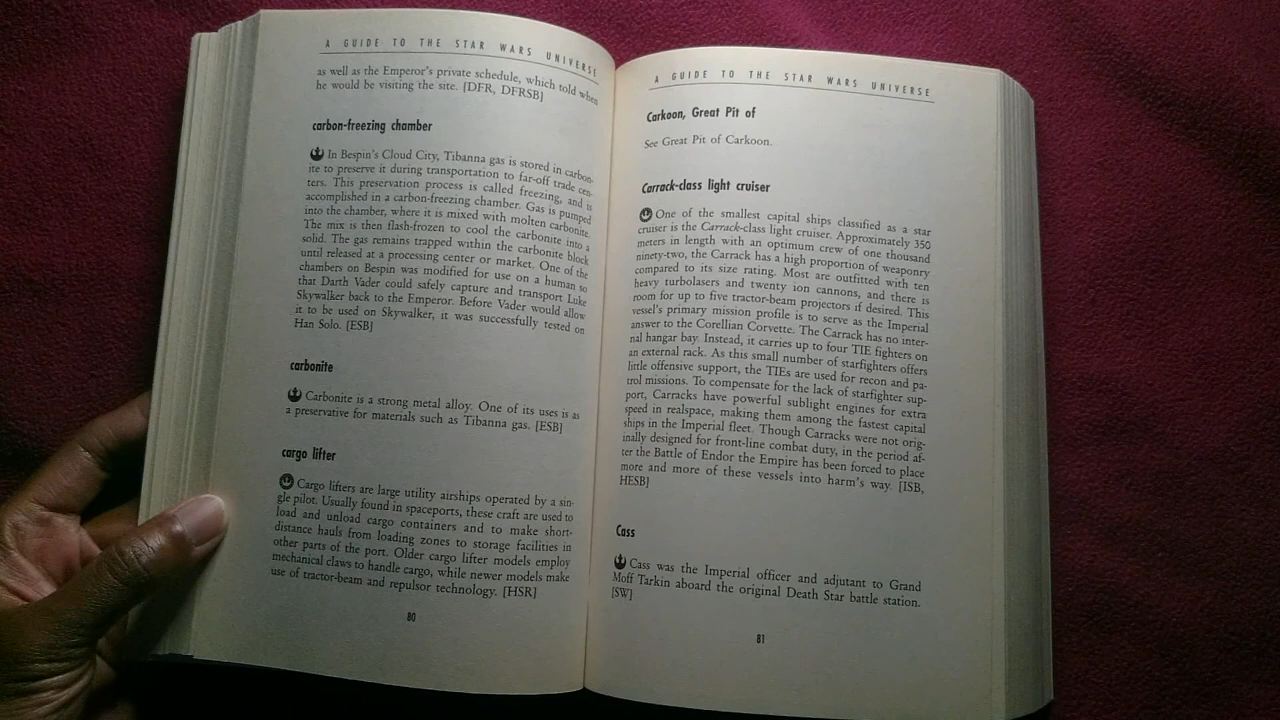 A GUIDE TO THE STAR WARS UNIVERSE
as well as the Emperor's private schedule, which told when
he would be visiting the site. [DFR, DFRSB]
carbon-freezing chamber
In Bespin's Cloud City, Tibanna gas is stored in carbon-
ite to preserve it during transportation to far-off trade cen-
ters. This preservation process is called freezing, and is
accomplished in a carbon-freezing chamber. Gas is pumped
into the chamber, where it is mixed with molten carbonite.
The mix is then flash-frozen to cool the carbonite into a
solid. The gas remains trapped within the carbonite block
until released at a processing center or market. One of the
chambers on Bespin was modified for use on a human so
that Darth Vader could safely capture and transport Luke
Skywalker back to the Emperor. Before Vader would allow
it to be used on Skywalker, it was successfully tested on
Han Solo. [ESB]
carbonite
Carbonite is a strong metal alloy. One of its uses is as
a preservative for materials such as Tibanna gas. [ESB]
cargo lifter
Cargo lifters are large utility airships operated by a sin-
gle pilot. Usually found in spaceports, these craft are used to
load and unload cargo containers and to make short-
distance hauls from loading zones to storage facilities in
other parts of the port. Older cargo lifter models employ
mechanical claws to handle cargo, while newer models make
use of tractor-beam and repulsor technology. [HSR]
80
A GUIDE TO THE STAR WARS UNIVERSE
Carkoon, Great Pit of
See Great Pit of Carkoon.
Carrack-class light cruiser
One of the smallest capital ships classified as a star
cruiser is the Carrack-class light cruiser. Approximately 350
meters in length with an optimum crew of one thousand
ninety-two, the Carrack has a high proportion of weaponry
compared to its size rating. Most are outfitted with ten
heavy turbolasers and twenty ion cannons, and there is
room for up to five tractor-beam projectors if desired. This
vessel's primary mission profile is to serve as the Imperial
answer to the Corellian Corvette. The Carrack has no inter-
nal hangar bay. Instead, it carries up to four TIE fighters on
an external rack. As this small number of starfighters offers
little offensive support, the TIEs are used for recon and pa-
trol missions. To compensate for the lack of starfighter sup-
port, Carracks have powerful sublight engines for extra
speed in realspace, making them among the fastest capital
ships in the Imperial fleet. Though Carracks were not orig-
inally designed for front-line combat duty, in the period af-
ter the Battle of Endor the Empire has been forced to place
more and more of these vessels into harm's way. [ISB,
HESB]
Cass
Cass was the Imperial officer and adjutant to Grand
Moff Tarkin aboard the original Death Star battle station.
[SW]
81